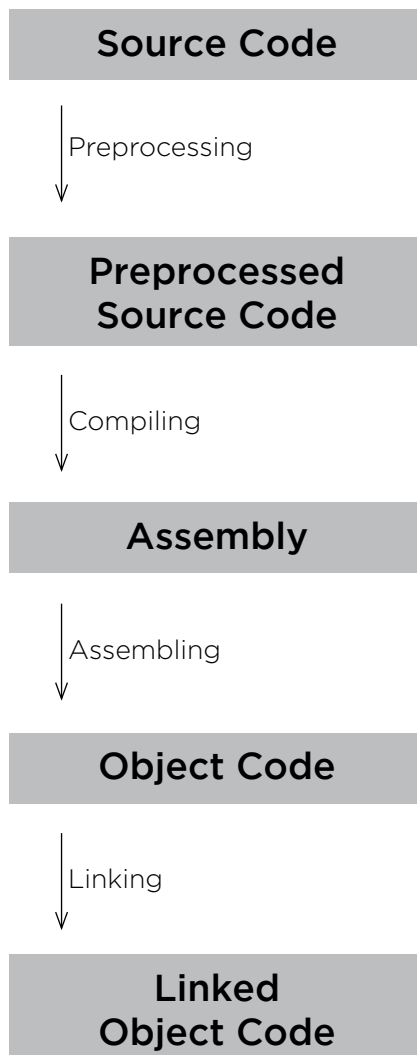 Source Code
Preprocessing
Preprocessed
Source Code
Compiling
Assembly
Assembling
Object Code
Linking
Linked
Object Code